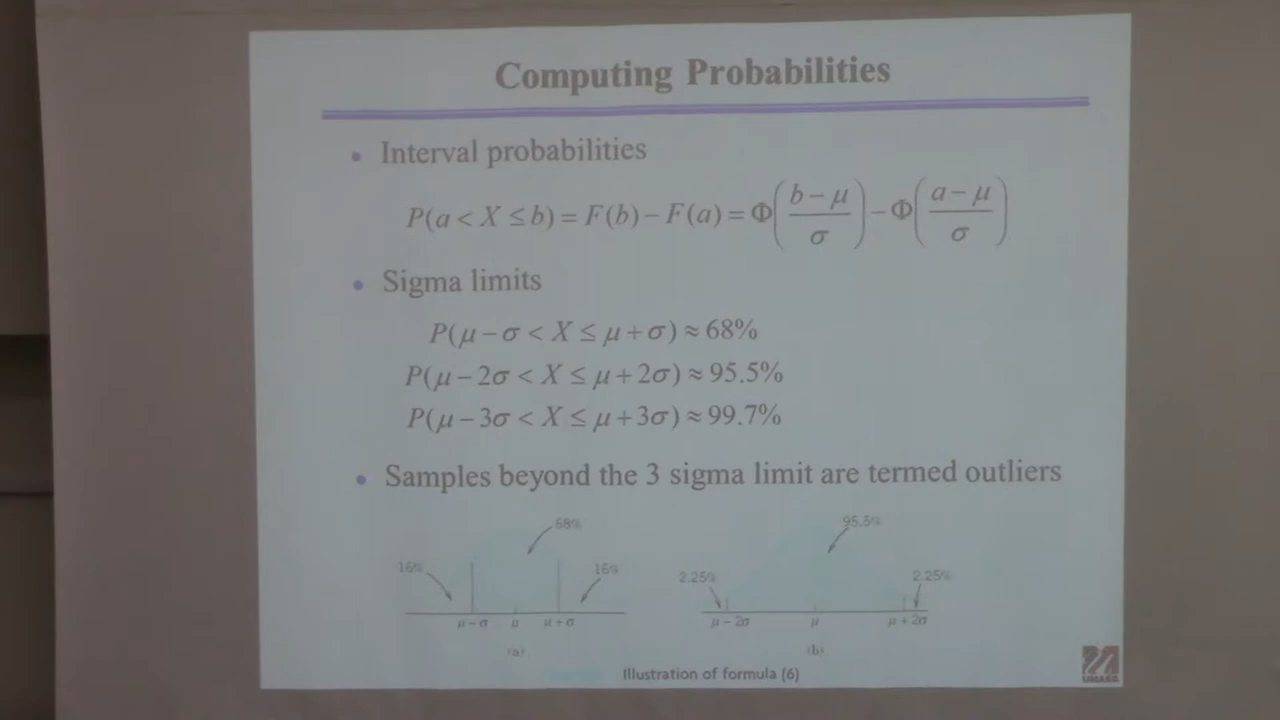 Computing Probabilities
• Interval probabilities
P(a < X ≤ b) = F(b) − F(a) = Φ((b − μ)/σ) − Φ((a − μ)/σ)
• Sigma limits
P(μ − σ < X ≤ μ + σ) ≈ 68%
P(μ − 2σ < X ≤ μ + 2σ) ≈ 95.5%
P(μ − 3σ < X ≤ μ + 3σ) ≈ 99.7%
• Samples beyond the 3 sigma limit are termed outliers
68% 95.5%
16% 16% 2.25% 2.25%
μ − σ μ μ + σ μ − 2σ μ μ + 2σ
(a) (b)
Illustration of formula (6)
UMASS